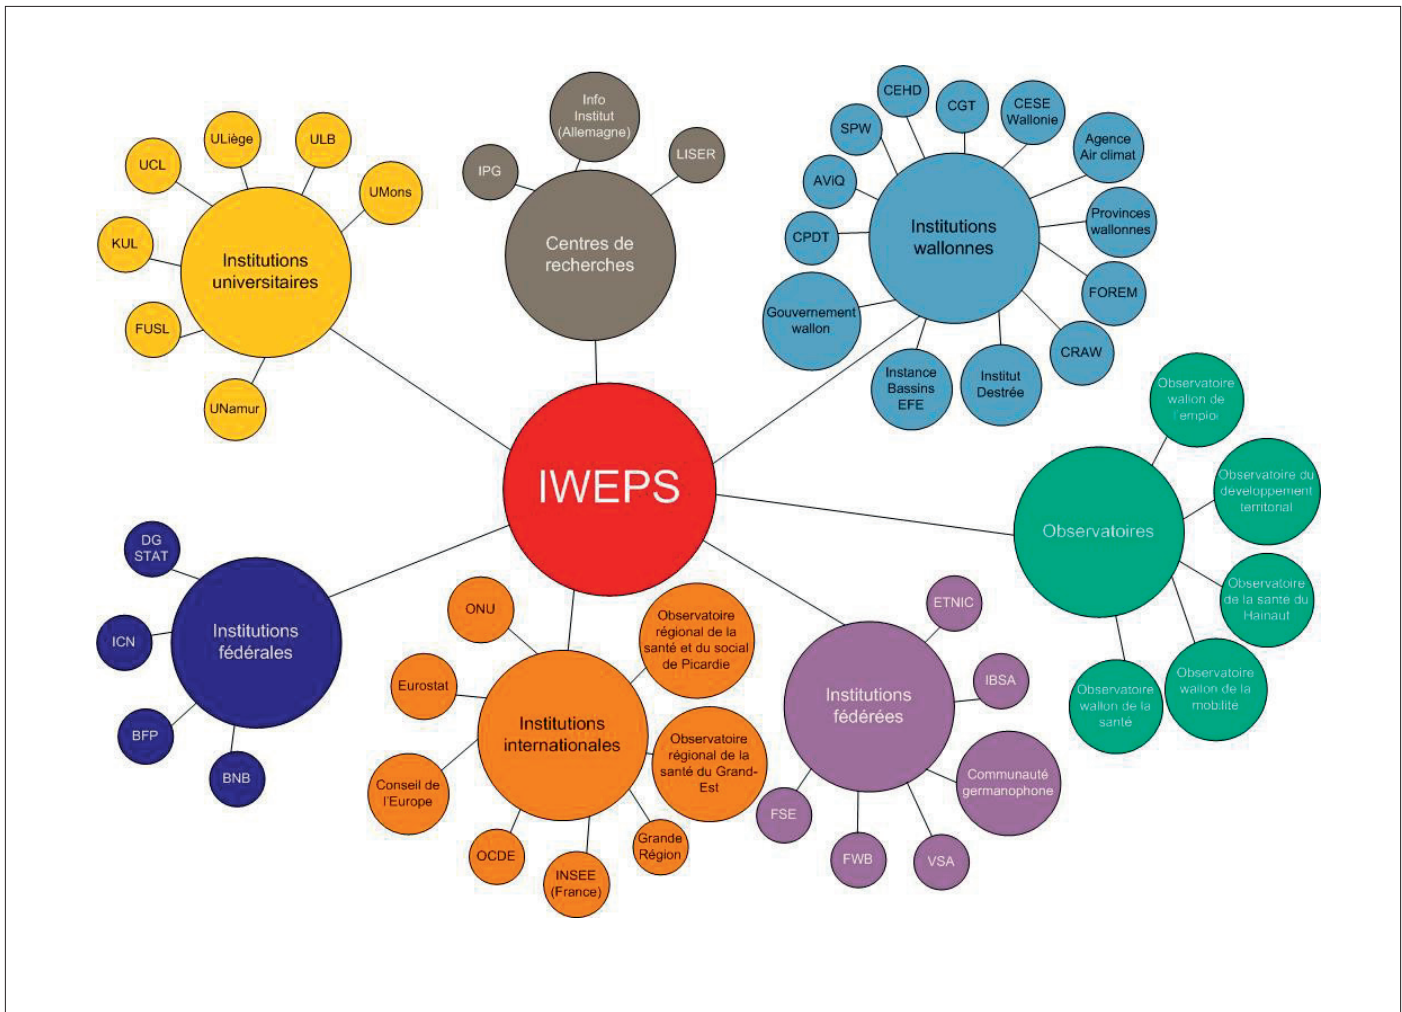 ULiège
ULB
UCL
UMons
KUL
Institutions
universitaires
FUSL
UNamur
Info
Institut
(Allemagne)
IPG
LISER
Centres de
recherches
CEHD
CGT
CESE
Wallonie
SPW
Agence
Air climat
AViQ
Institutions
wallonnes
Provinces
wallonnes
CPDT
FOREM
Gouvernement
wallon
CRAW
Instance
Bassins
EFE
Institut
Destrée
IWEPS
Observatoire
wallon de
l'emploi
Observatoire du
développement
territorial
Observatoires
Observatoire
de la santé du
Hainaut
Observatoire
wallon de la
mobilité
Observatoire
wallon de la
santé
DG
STAT
ICN
Institutions
fédérales
BFP
BNB
ONU
Observatoire
régional de la
santé et du social
de Picardie
Eurostat
Institutions
internationales
Observatoire
régional de la
santé du Grand-
Est
Conseil de
l'Europe
OCDE
INSEE
(France)
Grande
Région
ETNIC
IBSA
Institutions
fédérées
Communauté
germanophone
FSE
FWB
VSA